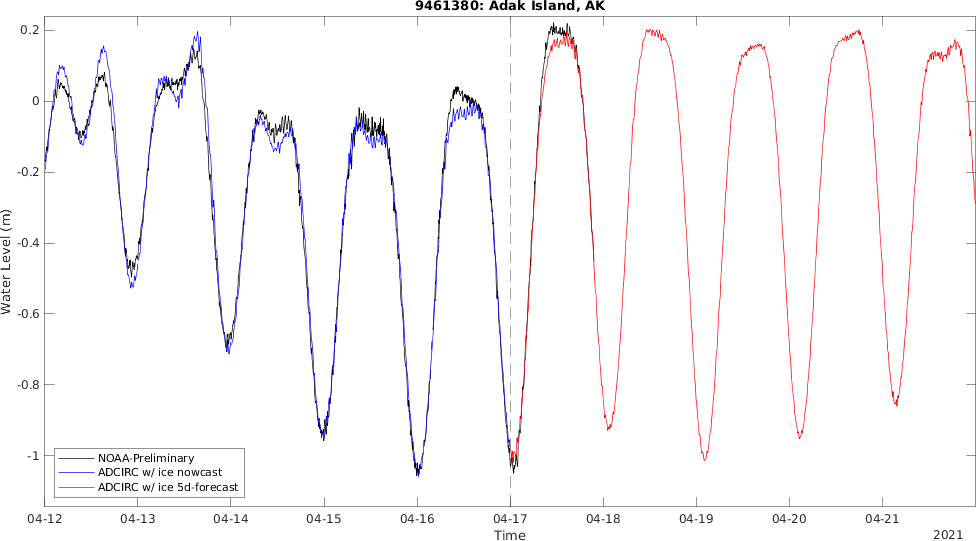 9461380: Adak Island, AK
0.2
0
-0.2
-0.4
-0.6
-0.8
-1
Water Level (m)
NOAA-Preliminary
ADCIRC w/ ice nowcast
ADCIRC w/ ice 5d-forecast
04-12 04-13 04-14 04-15 04-16 04-17 04-18 04-19 04-20 04-21
Time
2021